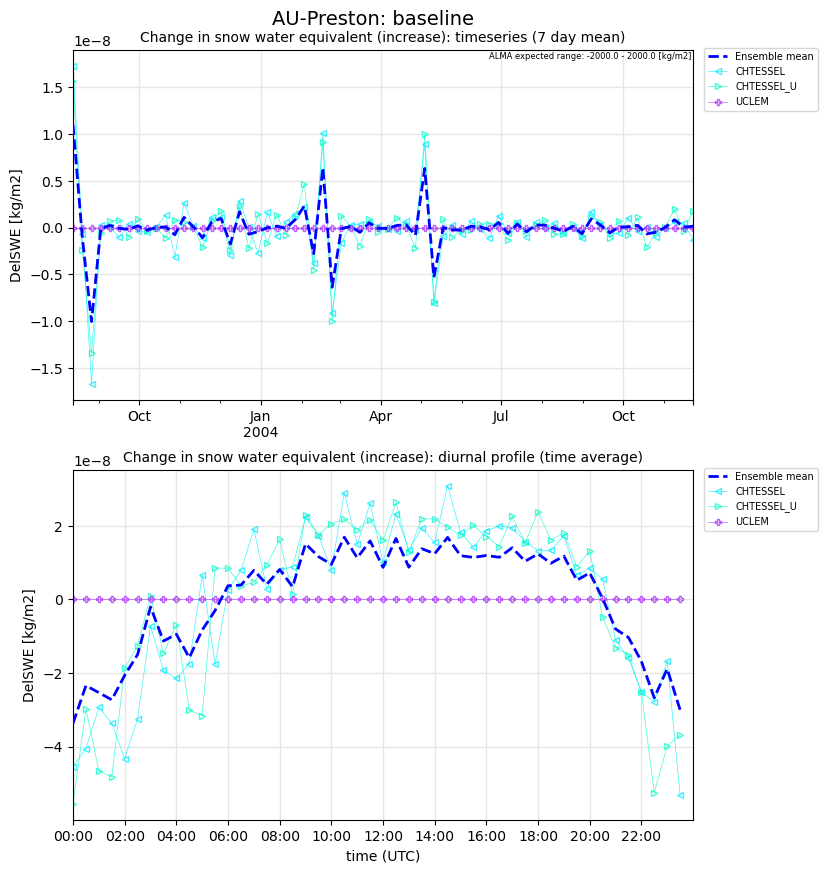 AU-Preston: baseline
1e−8
Change in snow water equivalent (increase): timeseries (7 day mean)
ALMA expected range: -2000.0 - 2000.0 [kg/m2]
Ensemble mean
CHTESSEL
CHTESSEL_U
UCLEM
1.5
1.0
0.5
0.0
−0.5
−1.0
−1.5
DelSWE [kg/m2]
Oct
Jan
2004
Apr
Jul
Oct
1e−8
Change in snow water equivalent (increase): diurnal profile (time average)
Ensemble mean
CHTESSEL
CHTESSEL_U
UCLEM
2
0
−2
−4
DelSWE [kg/m2]
00:00 02:00 04:00 06:00 08:00 10:00 12:00 14:00 16:00 18:00 20:00 22:00
time (UTC)